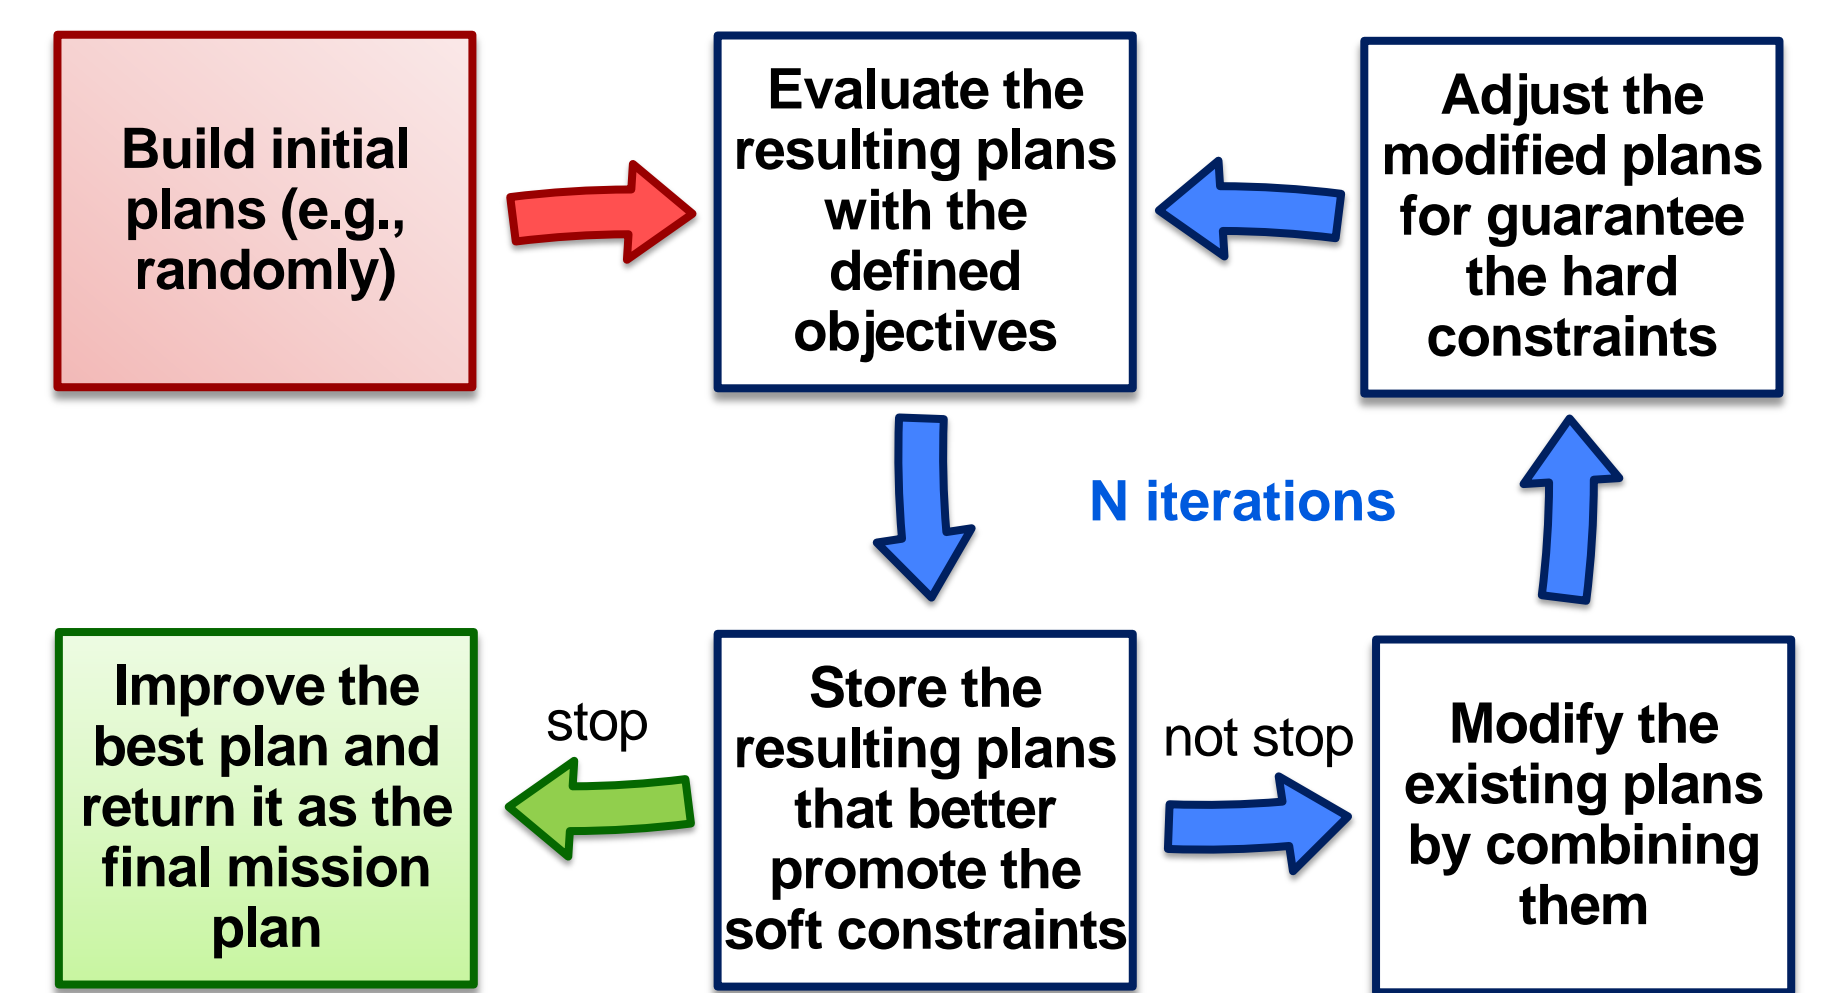 Build initial
plans (e.g.,
randomly)
Evaluate the
resulting plans
with the
defined
objectives
Adjust the
modified plans
for guarantee
the hard
constraints
N iterations
Improve the
best plan and
return it as the
final mission
plan
stop
Store the
resulting plans
that better
promote the
soft constraints
not stop
Modify the
existing plans
by combining
them